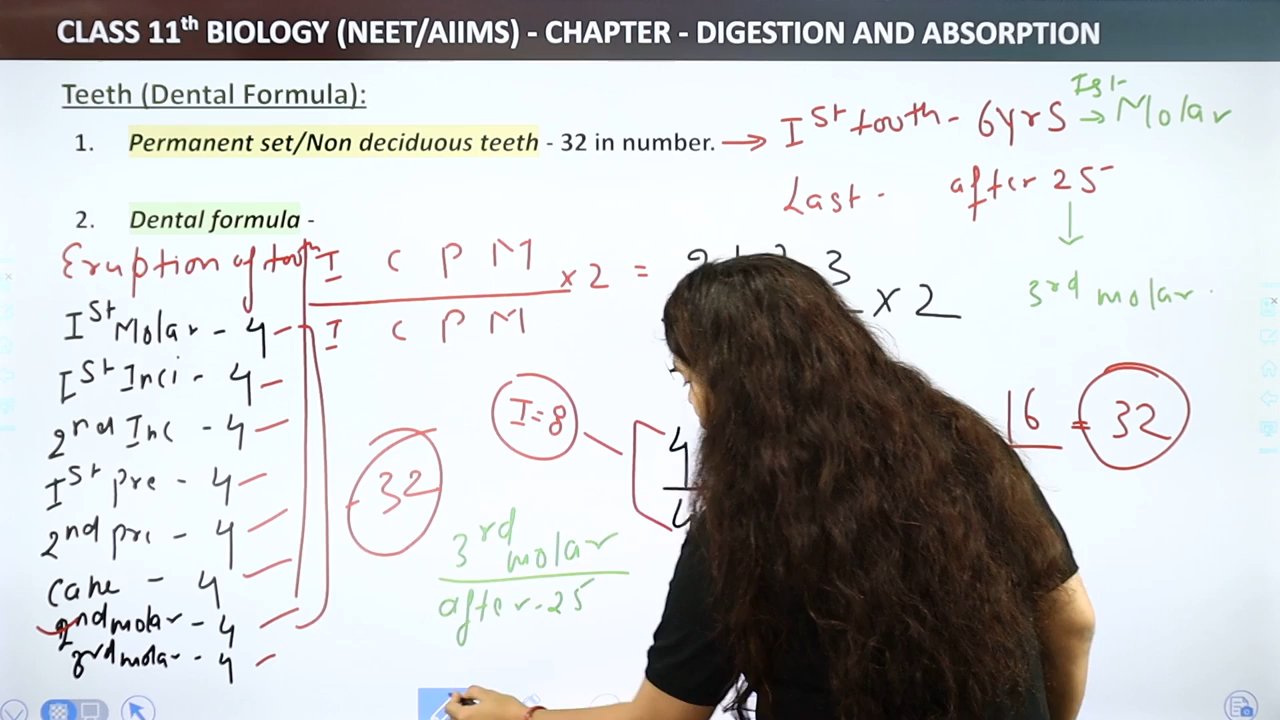 CLASS 11th BIOLOGY (NEET/AIIMS) - CHAPTER - DIGESTION AND ABSORPTION
Teeth (Dental Formula):
1. Permanent set/Non deciduous teeth - 32 in number. → Ist tooth - 6yrs → Ist Molar
Last - after 25
↓
3rd molar
2. Dental formula -
Eruption of tooth
I C P M × 2 =
I C P M
3
× 2
Ist Molar - 4
Ist Inci - 4
2nd Inc - 4
Ist pre - 4
2nd pre - 4
Cane - 4
2nd molar - 4
3rd molar - 4
32
I = 8
4
4
16 = 32
3rd molar
after - 25